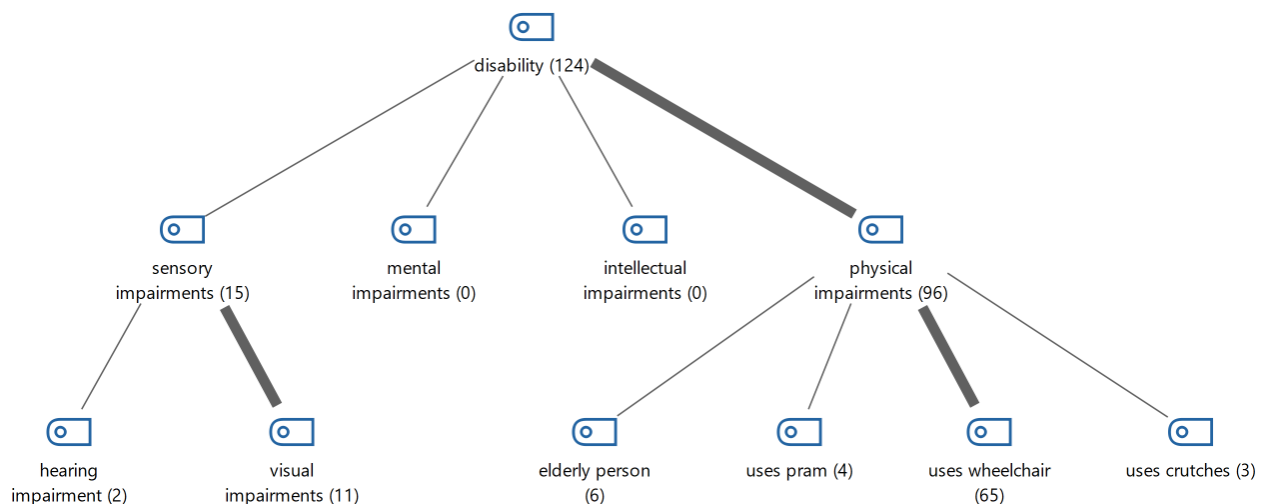 disability (124)
sensory
impairments (15)
mental
impairments (0)
intellectual
impairments (0)
physical
impairments (96)
hearing
impairment (2)
visual
impairments (11)
elderly person
(6)
uses pram (4)
uses wheelchair
(65)
uses crutches (3)